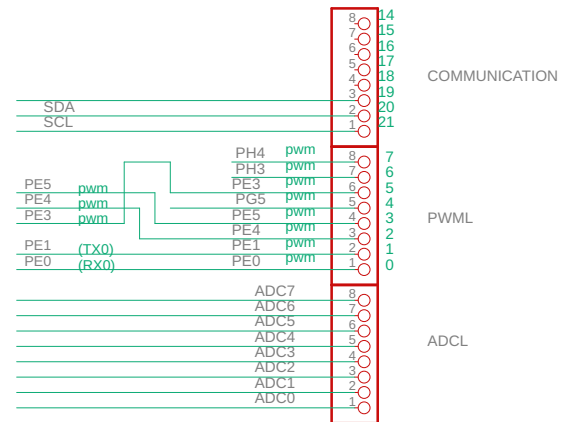 8 14
7 15
6 16
5 17
4 18 COMMUNICATION
3 19
SDA 2 20
SCL 1 21
PH4 pwm 8 7
PH3 pwm 7 6
PE5 pwm PE3 pwm 6 5
PE4 pwm PG5 pwm 5 4
PE3 pwm PE5 pwm 4 3 PWML
PE4 pwm 3 2
PE1 (TX0) PE1 pwm 2 1
PE0 (RX0) PE0 pwm 1 0
ADC7 8
ADC6 7
ADC5 6
ADC4 5 ADCL
ADC3 4
ADC2 3
ADC1 2
ADC0 1